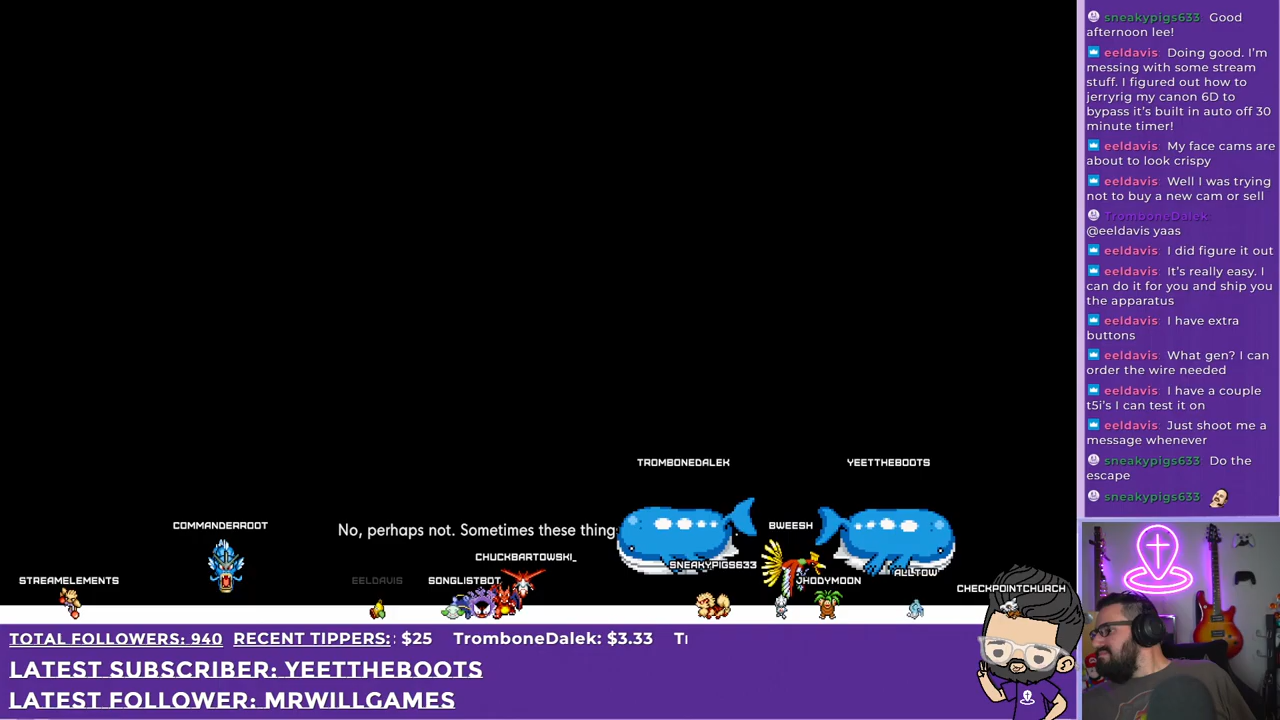 sneakypigs633 Good
afternoon lee!
eeldavis: Doing good. I'm
messing with some stream
stuff. I figured out how to
jerryrig my canon 6D to
bypass it's built in auto off 30
minute timer!
eeldavis: My face cams are
about to look crispy
eeldavis: Well I was trying
not to buy a new cam or sell
TromboneDalek:
@eeldavis yaas
eeldavis: I did figure it out
eeldavis: It's really easy. I
can do it for you and ship you
the apparatus
eeldavis: I have extra
buttons
eeldavis: What gen? I can
order the wire needed
eeldavis: I have a couple
t5i's I can test it on
eeldavis: Just shoot me a
message whenever
sneakypigs633 Do the
escape
sneakypigs633
TROMBONEDALEK
YEETTHEBOOTS
COMMANDERROOT
BWEESH
No, perhaps not. Sometimes these thing
CHUCKBARTOWSKI_
SNEAKYPIGS633
ALLTOW
STREAMELEMENTS
EELDAVIS
SONGLISTBOT
JHODYMOON
CHECKPOINTCHURCH
TOTAL FOLLOWERS: 940 RECENT TIPPERS: : $25 TromboneDalek: $3.33
LATEST SUBSCRIBER: YEETTHEBOOTS
LATEST FOLLOWER: MRWILLGAMES